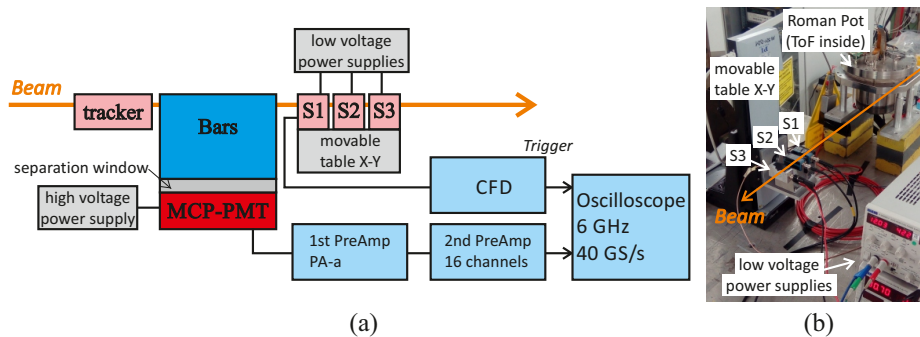 low voltage
power supplies
Beam
tracker
Bars
S1
S2
S3
movable
table X-Y
separation window
high voltage
power supply
MCP-PMT
Trigger
CFD
1st PreAmp
PA-a
2nd PreAmp
16 channels
Oscilloscope
6 GHz
40 GS/s
(a)
Roman Pot
(ToF inside)
movable
table X-Y
S1
S2
S3
Beam
low voltage
power supplies
(b)